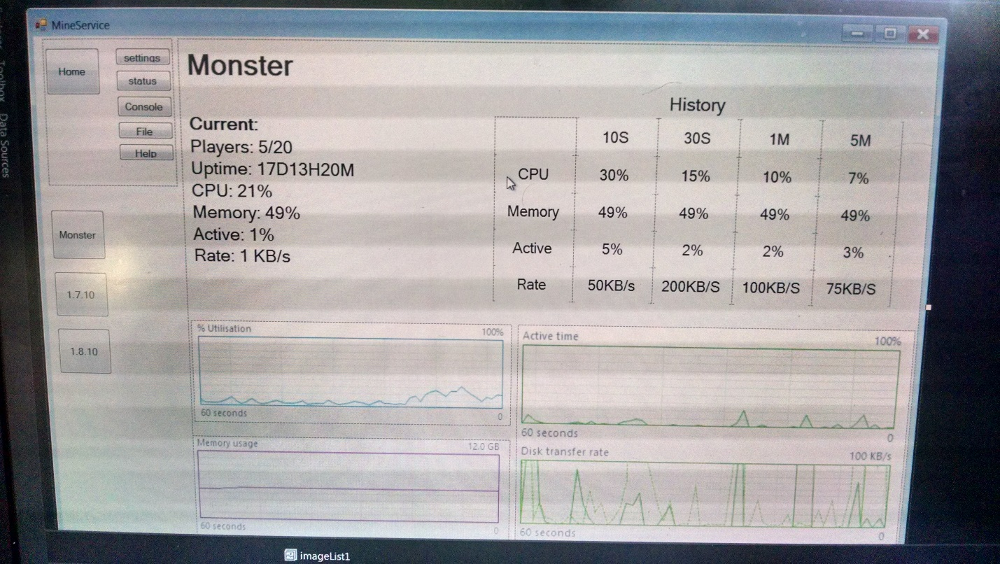 MineService
Home
settings
status
Console
File
Help
Monster
1.7.10
1.8.10
Monster
Current:
Players: 5/20
Uptime: 17D13H20M
CPU: 21%
Memory: 49%
Active: 1%
Rate: 1 KB/s
History
10S 30S 1M 5M
CPU 30% 15% 10% 7%
Memory 49% 49% 49% 49%
Active 5% 2% 2% 3%
Rate 50KB/s 200KB/S 100KB/S 75KB/S
% Utilisation 100%
60 seconds 0
Active time 100%
60 seconds 0
Memory usage 12.0 GB
60 seconds 0
Disk transfer rate 100 KB/s
60 seconds 0
Toolbox
Data Sources
imageList1